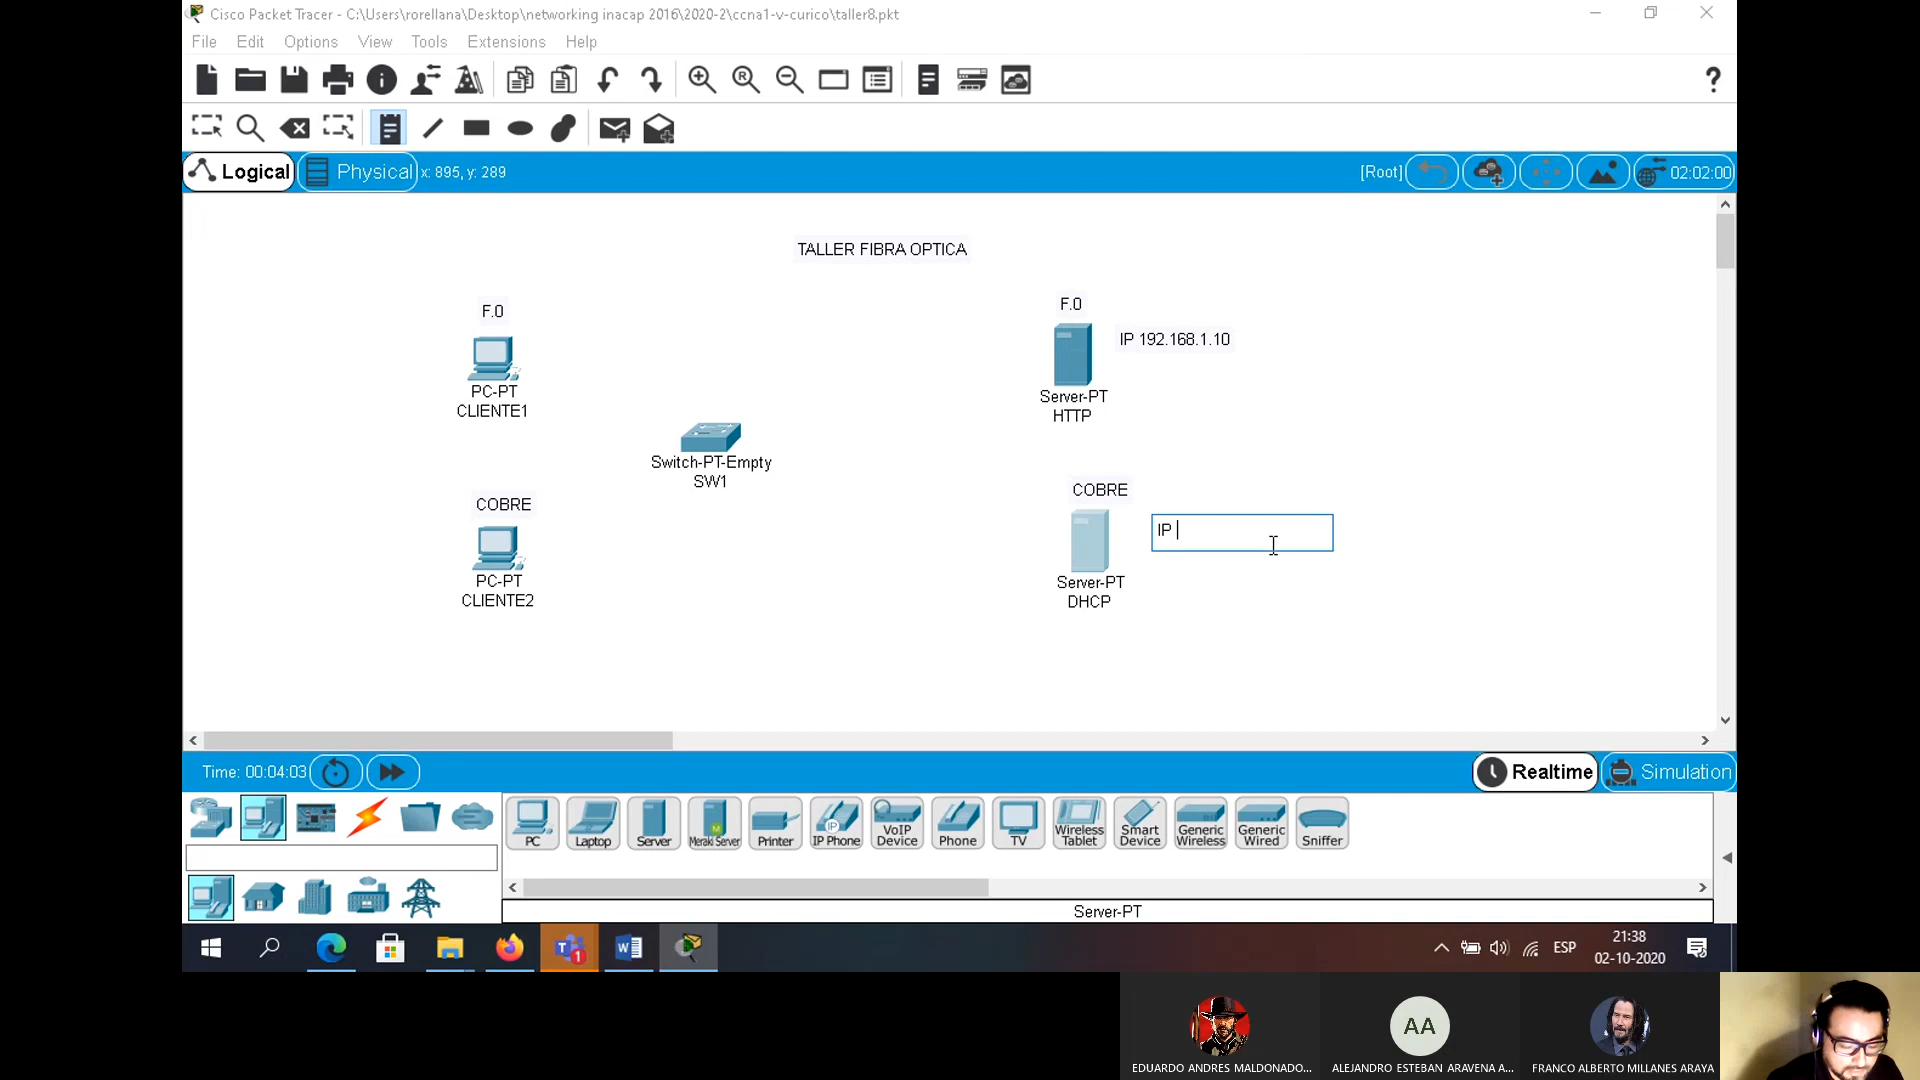 Cisco Packet Tracer - C:\Users\rorellana\Desktop\networking inacap 2016\2020-2\ccna1-v-curico\taller8.pkt
File Edit Options View Tools Extensions Help
Logical Physical x: 895, y: 289 [Root] 02:02:00
TALLER FIBRA OPTICA
F.0
PC-PT
CLIENTE1
F.0
IP 192.168.1.10
Server-PT
HTTP
Switch-PT-Empty
SW1
COBRE
PC-PT
CLIENTE2
COBRE
IP
Server-PT
DHCP
Time: 00:04:03 Realtime Simulation
PC
Laptop
Server
Meraki Server
Printer
IP
IP Phone
VoIP
Device
Phone
TV
Wireless
Tablet
Smart
Device
Generic
Wireless
Generic
Wired
Sniffer
Server-PT
ESP
21:38
02-10-2020
AA
EDUARDO ANDRES MALDONADO...
ALEJANDRO ESTEBAN ARAVENA A...
FRANCO ALBERTO MILLANES ARAYA